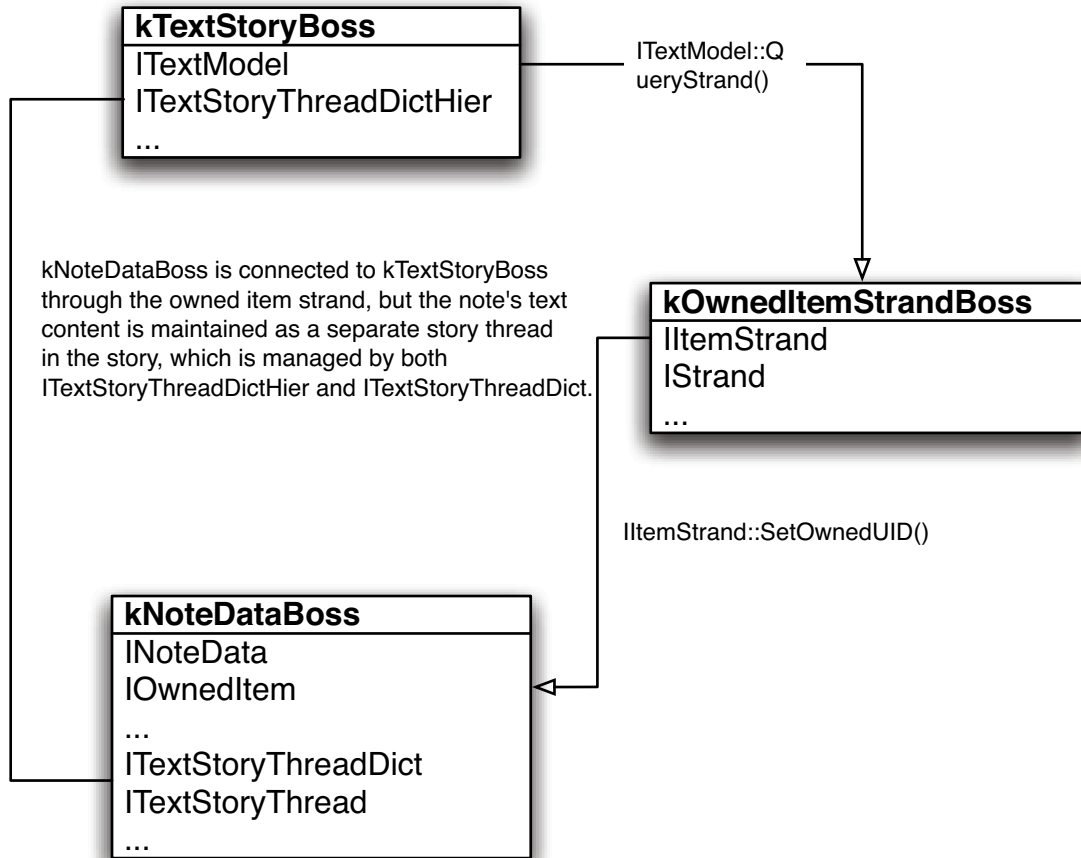 kTextStoryBoss
ITextModel
ITextStoryThreadDictHier
...
ITextModel::Q
ueryStrand()
kNoteDataBoss is connected to kTextStoryBoss
through the owned item strand, but the note's text
content is maintained as a separate story thread
in the story, which is managed by both
ITextStoryThreadDictHier and ITextStoryThreadDict.
kOwnedItemStrandBoss
IItemStrand
IStrand
...
IItemStrand::SetOwnedUID()
kNoteDataBoss
INoteData
IOwnedItem
...
ITextStoryThreadDict
ITextStoryThread
...